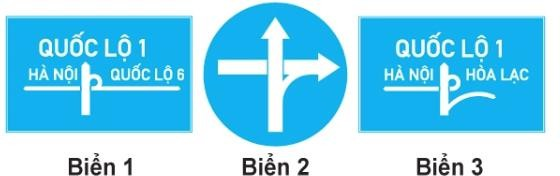 QUỐC LỘ 1
HÀ NỘI QUỐC LỘ 6
QUỐC LỘ 1
HÀ NỘI HÒA LẠC
Biển 1 Biển 2 Biển 3